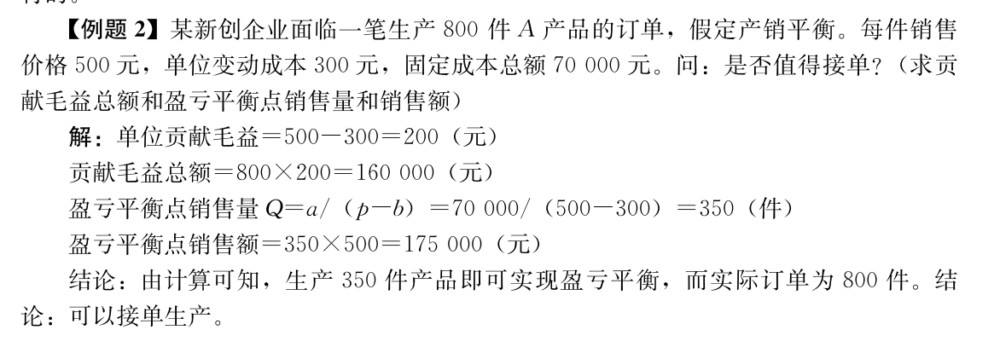 【例题 2】某新创企业面临一笔生产 800 件 A 产品的订单，假定产销平衡。每件销售
价格 500 元，单位变动成本 300 元，固定成本总额 70 000 元。问：是否值得接单？（求贡
献毛益总额和盈亏平衡点销售量和销售额）
解：单位贡献毛益＝500－300＝200（元）
贡献毛益总额＝800×200＝160 000（元）
盈亏平衡点销售量 Q＝a/（p－b）＝70 000/（500－300）＝350（件）
盈亏平衡点销售额＝350×500＝175 000（元）
结论：由计算可知，生产 350 件产品即可实现盈亏平衡，而实际订单为 800 件。结
论：可以接单生产。